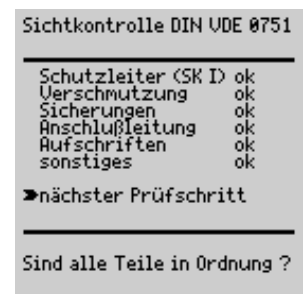 Sichtkontrolle DIN VDE 0751
Schutzleiter (SK I) ok
Verschmutzung ok
Sicherungen ok
Anschlußleitung ok
Aufschriften ok
sonstiges ok
➤nächster Prüfschritt
Sind alle Teile in Ordnung ?